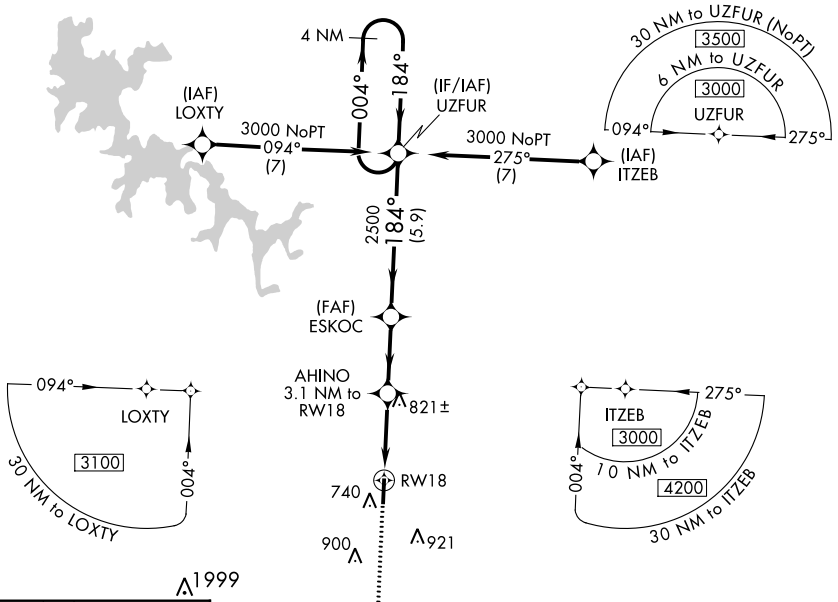 4 NM
004°
184°
(IAF)
LOXTY
3000 NoPT
094°
(7)
(IF/IAF)
UZFUR
3000 NoPT
275°
(7)
(IAF)
ITZEB
30 NM to UZFUR (NoPT)
3500
6 NM to UZFUR
3000
UZFUR
094°
275°
2500
184°
(5.9)
(FAF)
ESKOC
AHINO
3.1 NM to
RW18
821±
RW18
740
900
921
094°
LOXTY
3100
004°
30 NM to LOXTY
275°
ITZEB
3000
10 NM to ITZEB
004°
4200
30 NM to ITZEB
1999